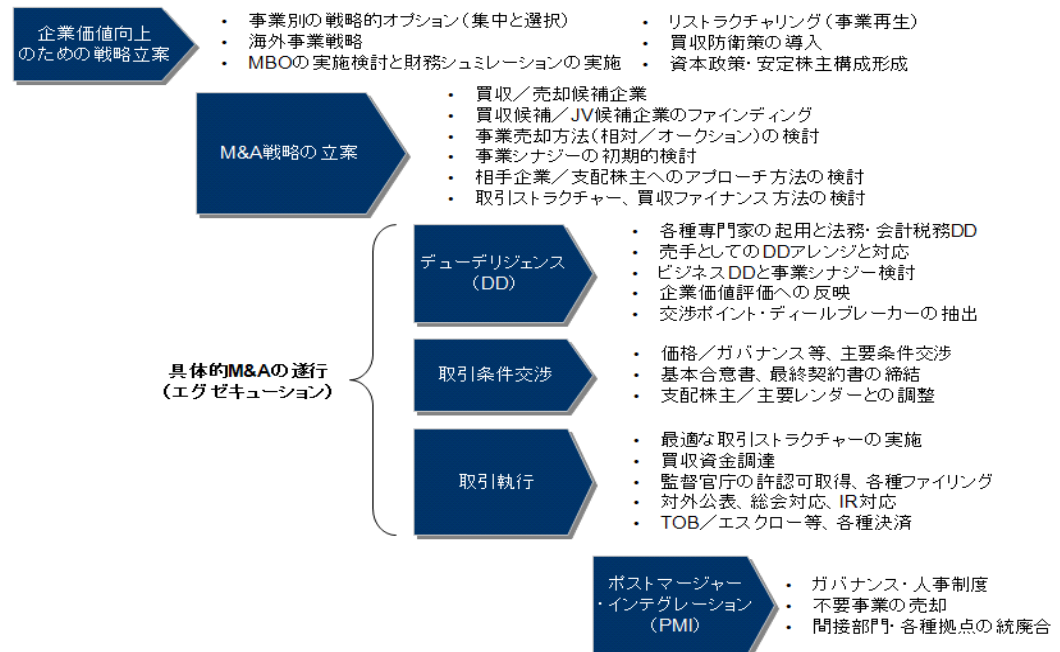 企業価値向上
のための戦略立案
・ 事業別の戦略的オプション(集中と選択)
・ 海外事業戦略
・ MBOの実施検討と財務シュミレーションの実施
・ リストラクチャリング(事業再生)
・ 買収防衛策の導入
・ 資本政策・安定株主構成形成
M&A戦略の立案
・ 買収/売却候補企業
・ 買収候補/JV候補企業のファインディング
・ 事業売却方法(相対/オークション)の検討
・ 事業シナジーの初期的検討
・ 相手企業/支配株主へのアプローチ方法の検討
・ 取引ストラクチャー、買収ファイナンス方法の検討
具体的M&Aの遂行
(エグゼキューション)
デューデリジェンス
(DD)
・ 各種専門家の起用と法務・会計税務DD
・ 売手としてのDDアレンジと対応
・ ビジネスDDと事業シナジー検討
・ 企業価値評価への反映
・ 交渉ポイント・ディールブレーカーの抽出
取引条件交渉
・ 価格/ガバナンス等、主要条件交渉
・ 基本合意書、最終契約書の締結
・ 支配株主/主要レンダーとの調整
取引執行
・ 最適な取引ストラクチャーの実施
・ 買収資金調達
・ 監督官庁の許認可取得、各種ファイリング
・ 対外公表、総会対応、IR対応
・ TOB/エスクロー等、各種決済
ポストマージャー
・インテグレーション
(PMI)
・ ガバナンス・人事制度
・ 不要事業の売却
・ 間接部門・各種拠点の統廃合